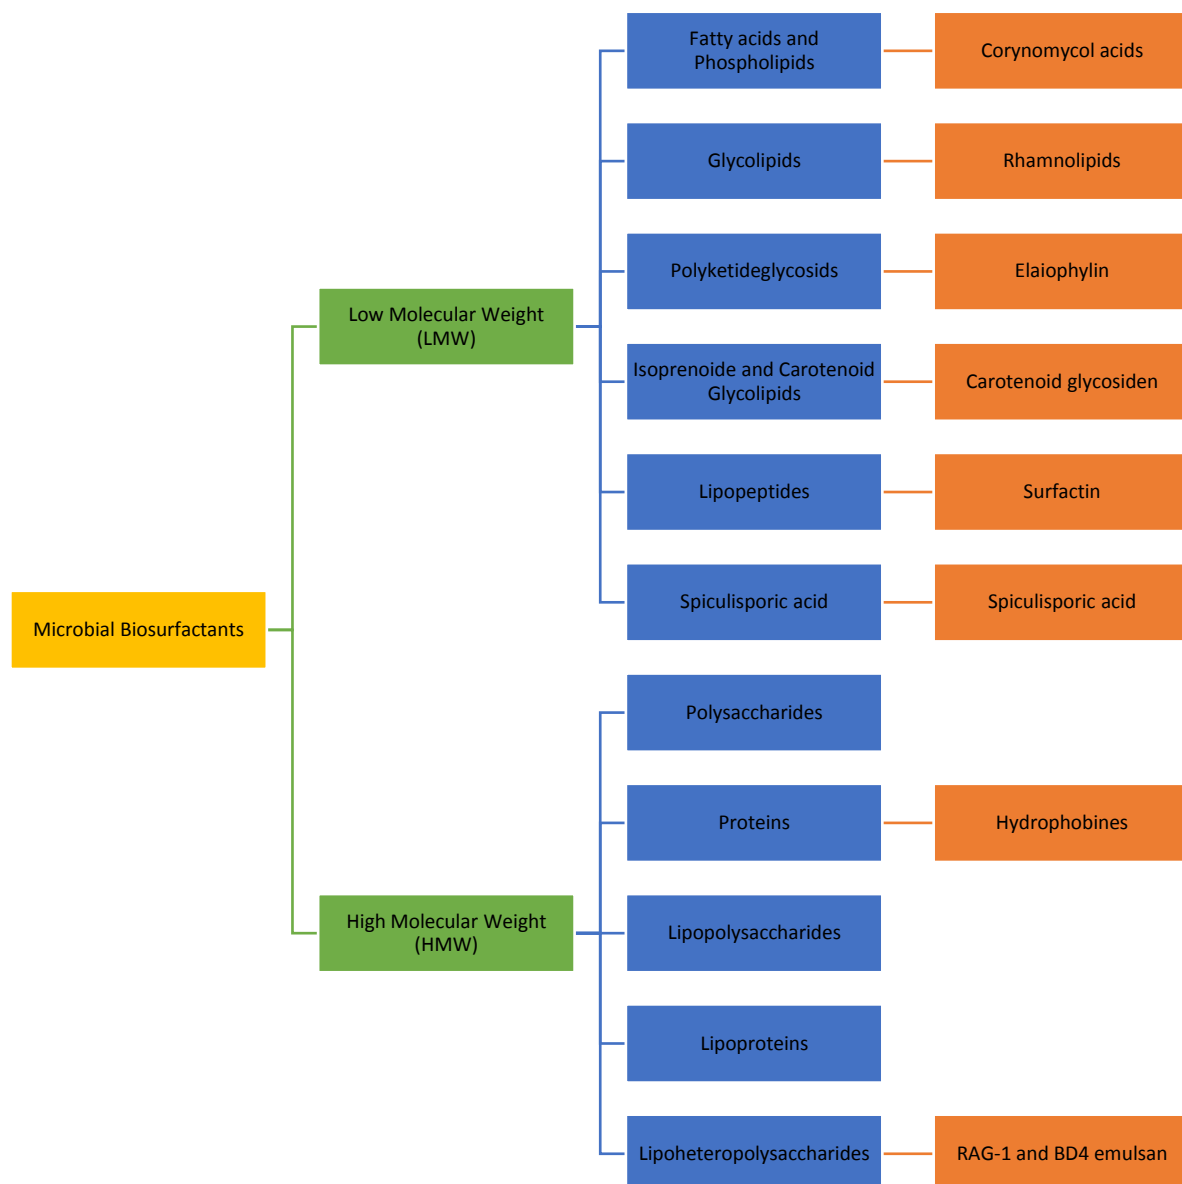 Fatty acids and
Phospholipids
Corynomycol acids
Glycolipids
Rhamnolipids
Polyketideglycosids
Elaiophylin
Low Molecular Weight
(LMW)
Isoprenoide and Carotenoid
Glycolipids
Carotenoid glycosiden
Lipopeptides
Surfactin
Spiculisporic acid
Spiculisporic acid
Microbial Biosurfactants
Polysaccharides
Proteins
Hydrophobines
High Molecular Weight
(HMW)
Lipopolysaccharides
Lipoproteins
Lipoheteropolysaccharides
RAG-1 and BD4 emulsan